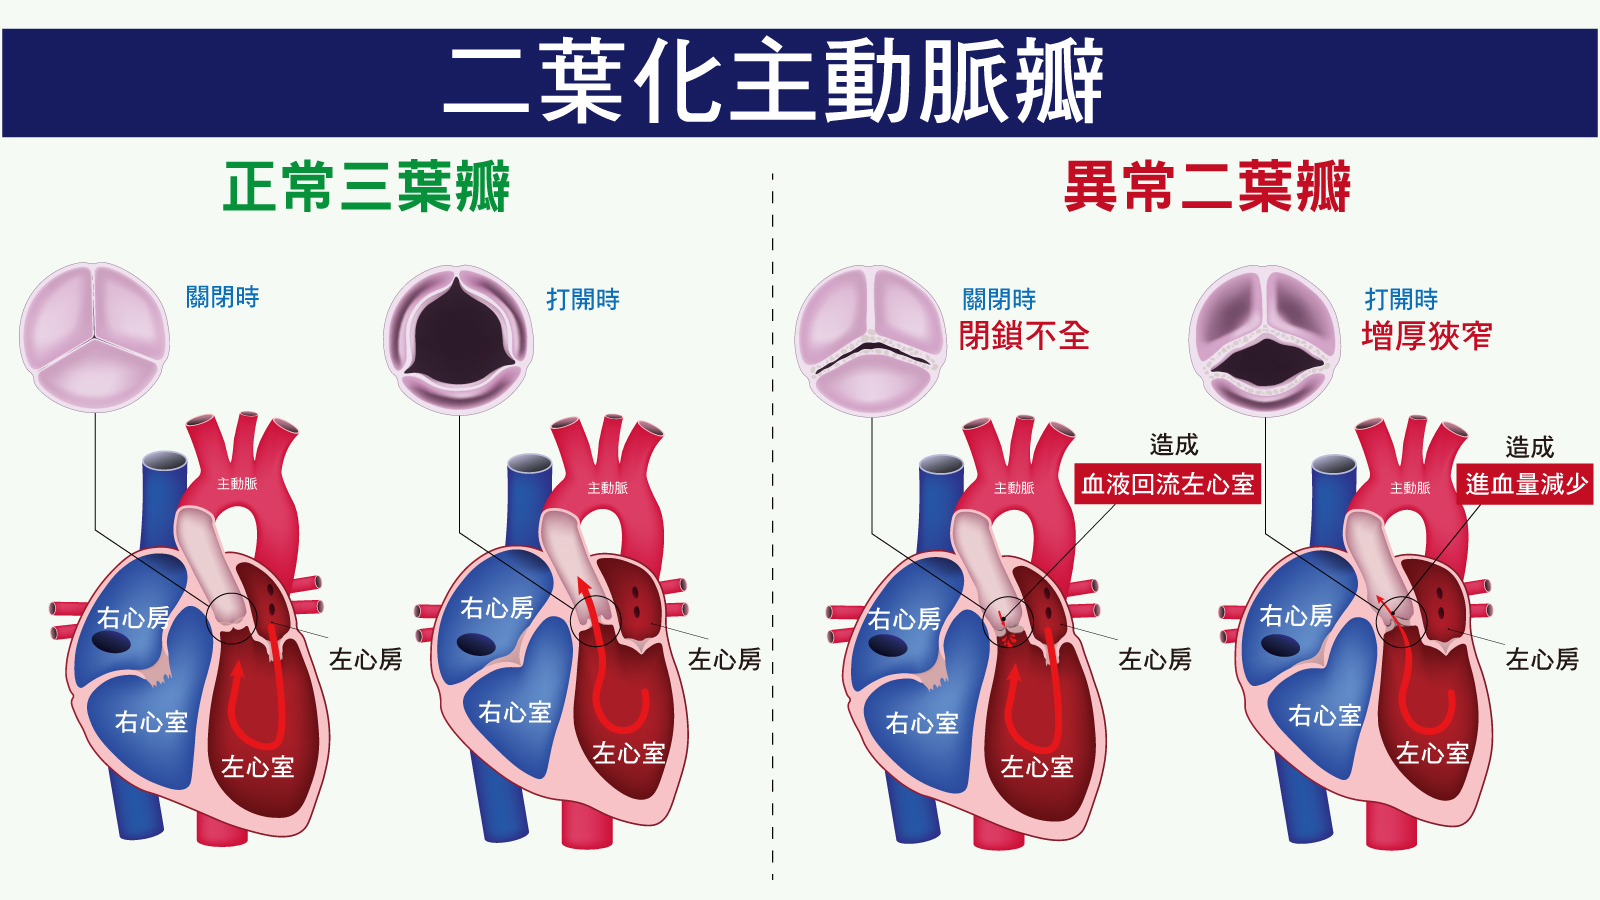 二葉化主動脈瓣
正常三葉瓣
關閉時
打開時
主動脈
右心房
左心房
右心室
左心室
主動脈
右心房
左心房
右心室
左心室
異常二葉瓣
關閉時
閉鎖不全
打開時
增厚狹窄
造成
血液回流左心室
主動脈
右心房
左心房
右心室
左心室
造成
進血量減少
主動脈
右心房
左心房
右心室
左心室